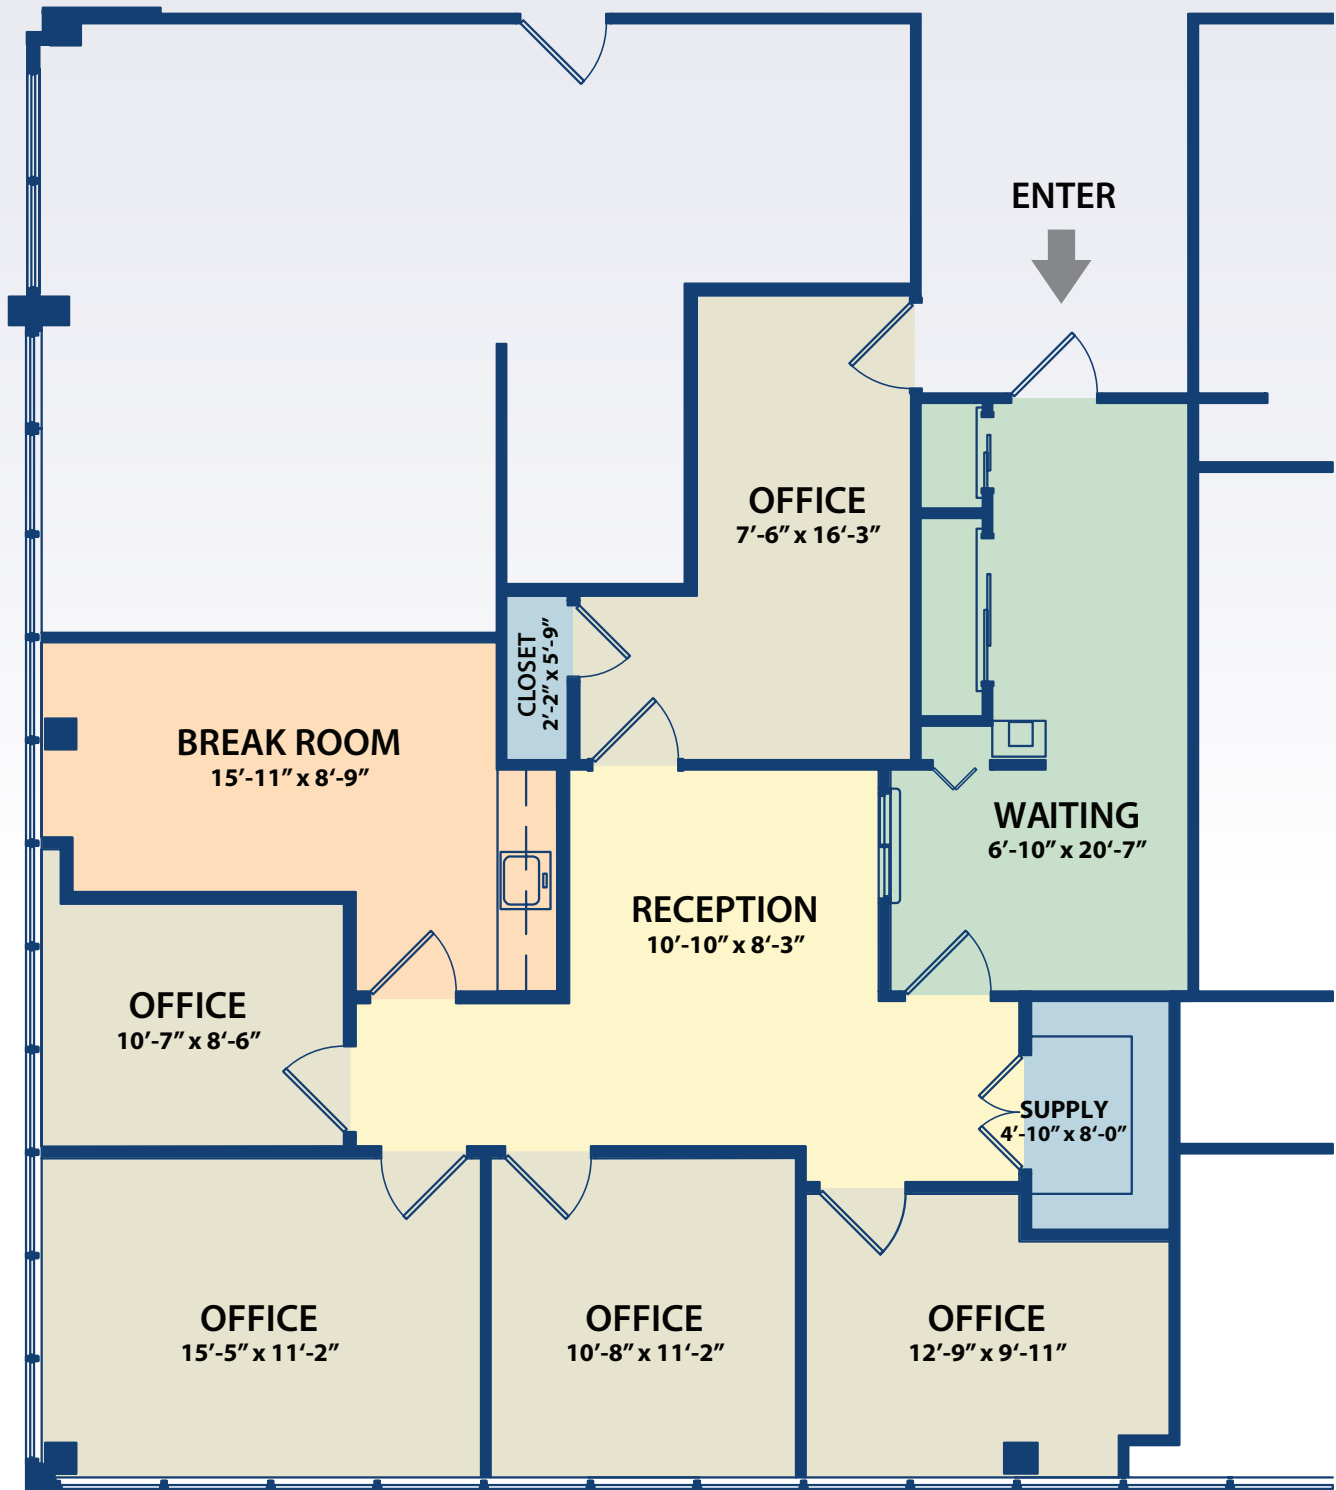 ENTER
OFFICE
7’-6” x 16‘-3”
CLOSET
2’-2” x 5‘-9”
BREAK ROOM
15’-11” x 8‘-9”
WAITING
6’-10” x 20‘-7”
RECEPTION
10’-10” x 8‘-3”
OFFICE
10’-7” x 8‘-6”
SUPPLY
4’-10” x 8‘-0”
OFFICE
15’-5” x 11‘-2”
OFFICE
10’-8” x 11‘-2”
OFFICE
12’-9” x 9‘-11”